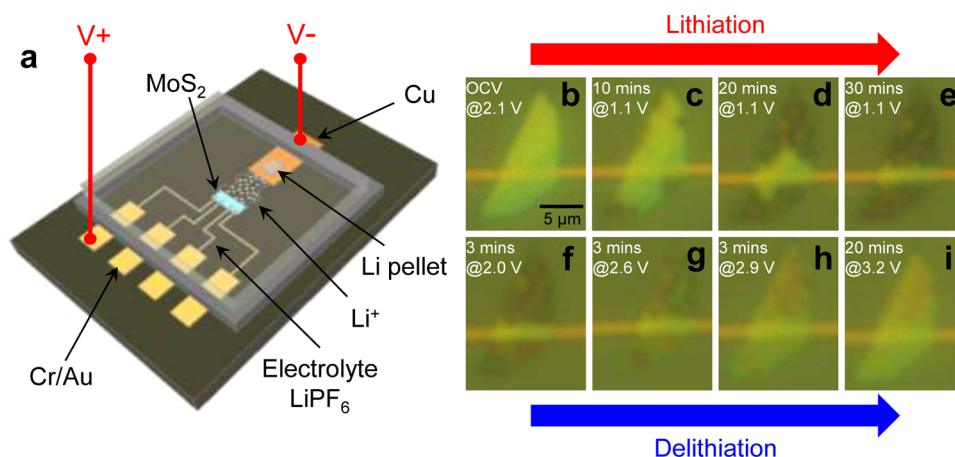 a
V+
V-
MoS₂
Cu
Li pellet
Li⁺
Electrolyte
LiPF₆
Cr/Au
Lithiation
OCV
@2.1 V
b
5 µm
10 mins
@1.1 V
c
20 mins
@1.1 V
d
30 mins
@1.1 V
e
3 mins
@2.0 V
f
3 mins
@2.6 V
g
3 mins
@2.9 V
h
20 mins
@3.2 V
i
Delithiation